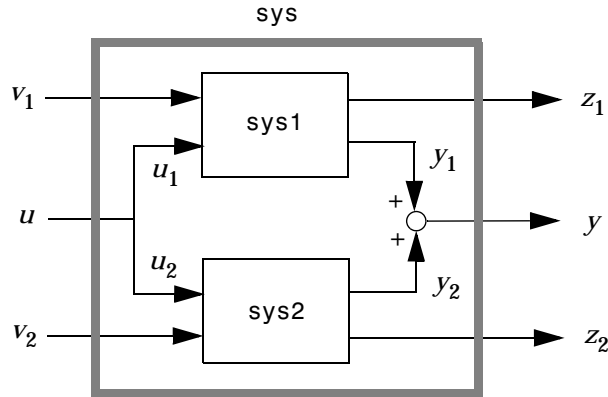 sys
v₁
sys1
z₁
u₁
y₁
u
+
+
y
u₂
y₂
v₂
sys2
z₂